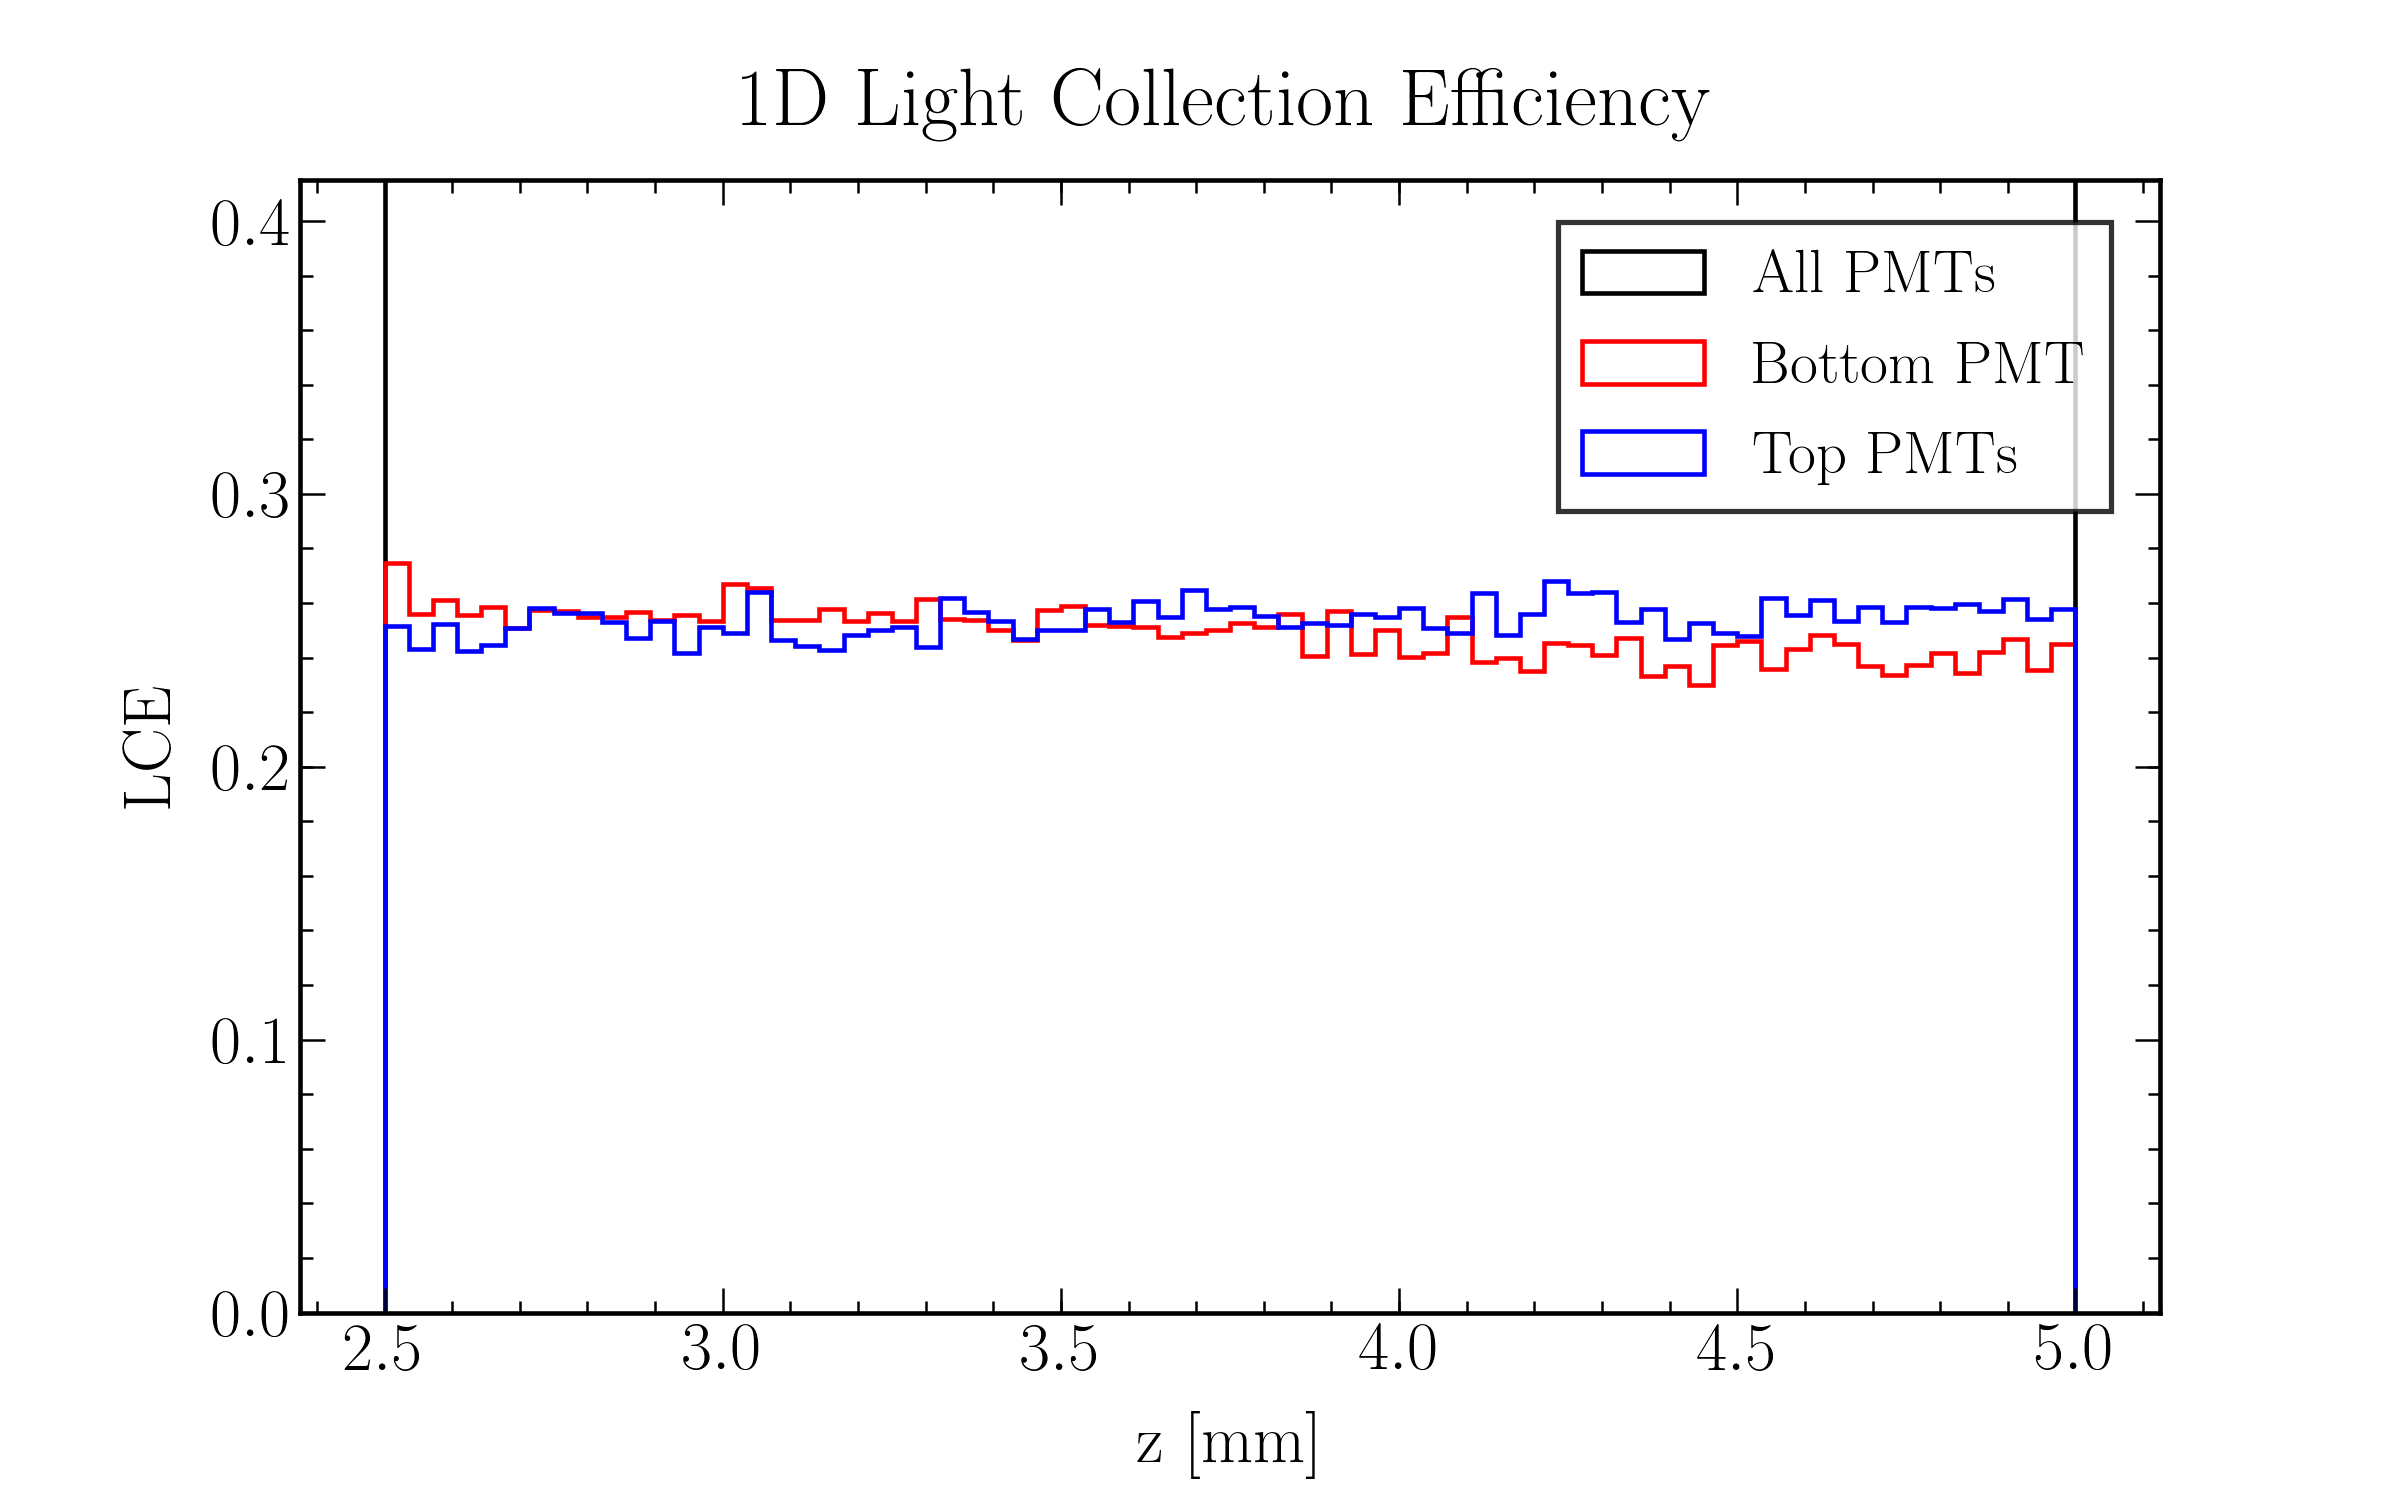 1D Light Collection Efficiency
0.4
0.3
0.2
0.1
0.0
LCE
All PMTs
Bottom PMT
Top PMTs
2.5 3.0 3.5 4.0 4.5 5.0
z [mm]